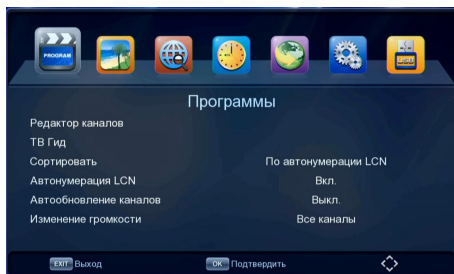 PROGRAM
USB
Программы
Редактор каналов
ТВ Гид
Сортировать По автонумерации LCN
Автонумерация LCN Вкл.
Автообновление каналов Выкл.
Изменение громкости Все каналы
EXIT Выход OK Подтвердить